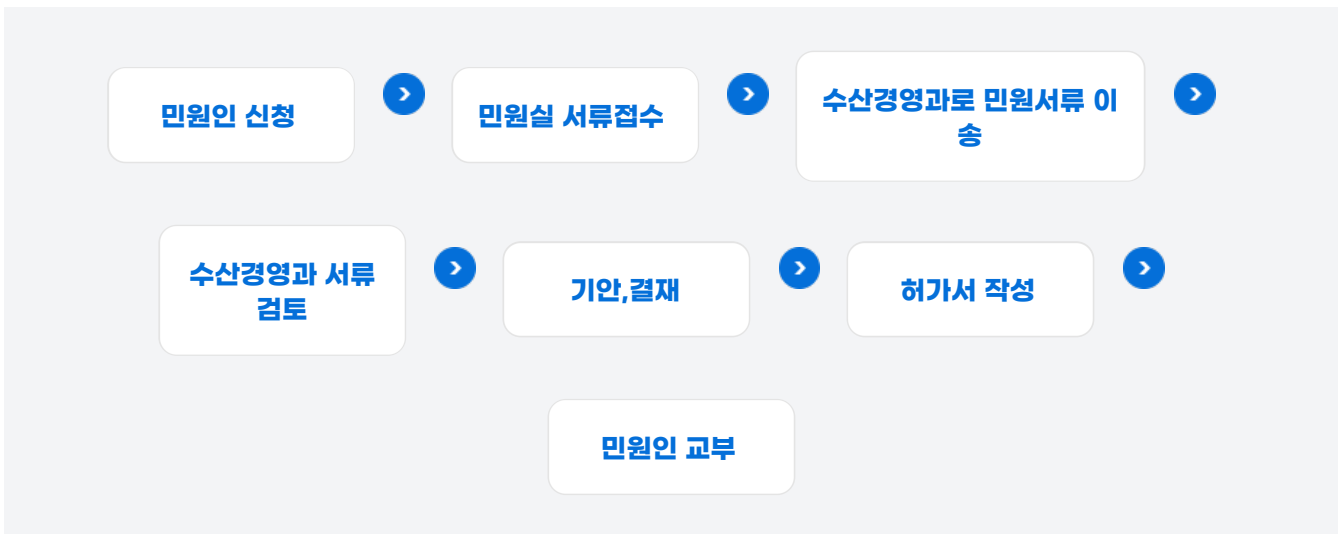 민원인 신청
민원실 서류접수
수산경영과로 민원서류 이
송
수산경영과 서류
검토
기안,결재
허가서 작성
민원인 교부